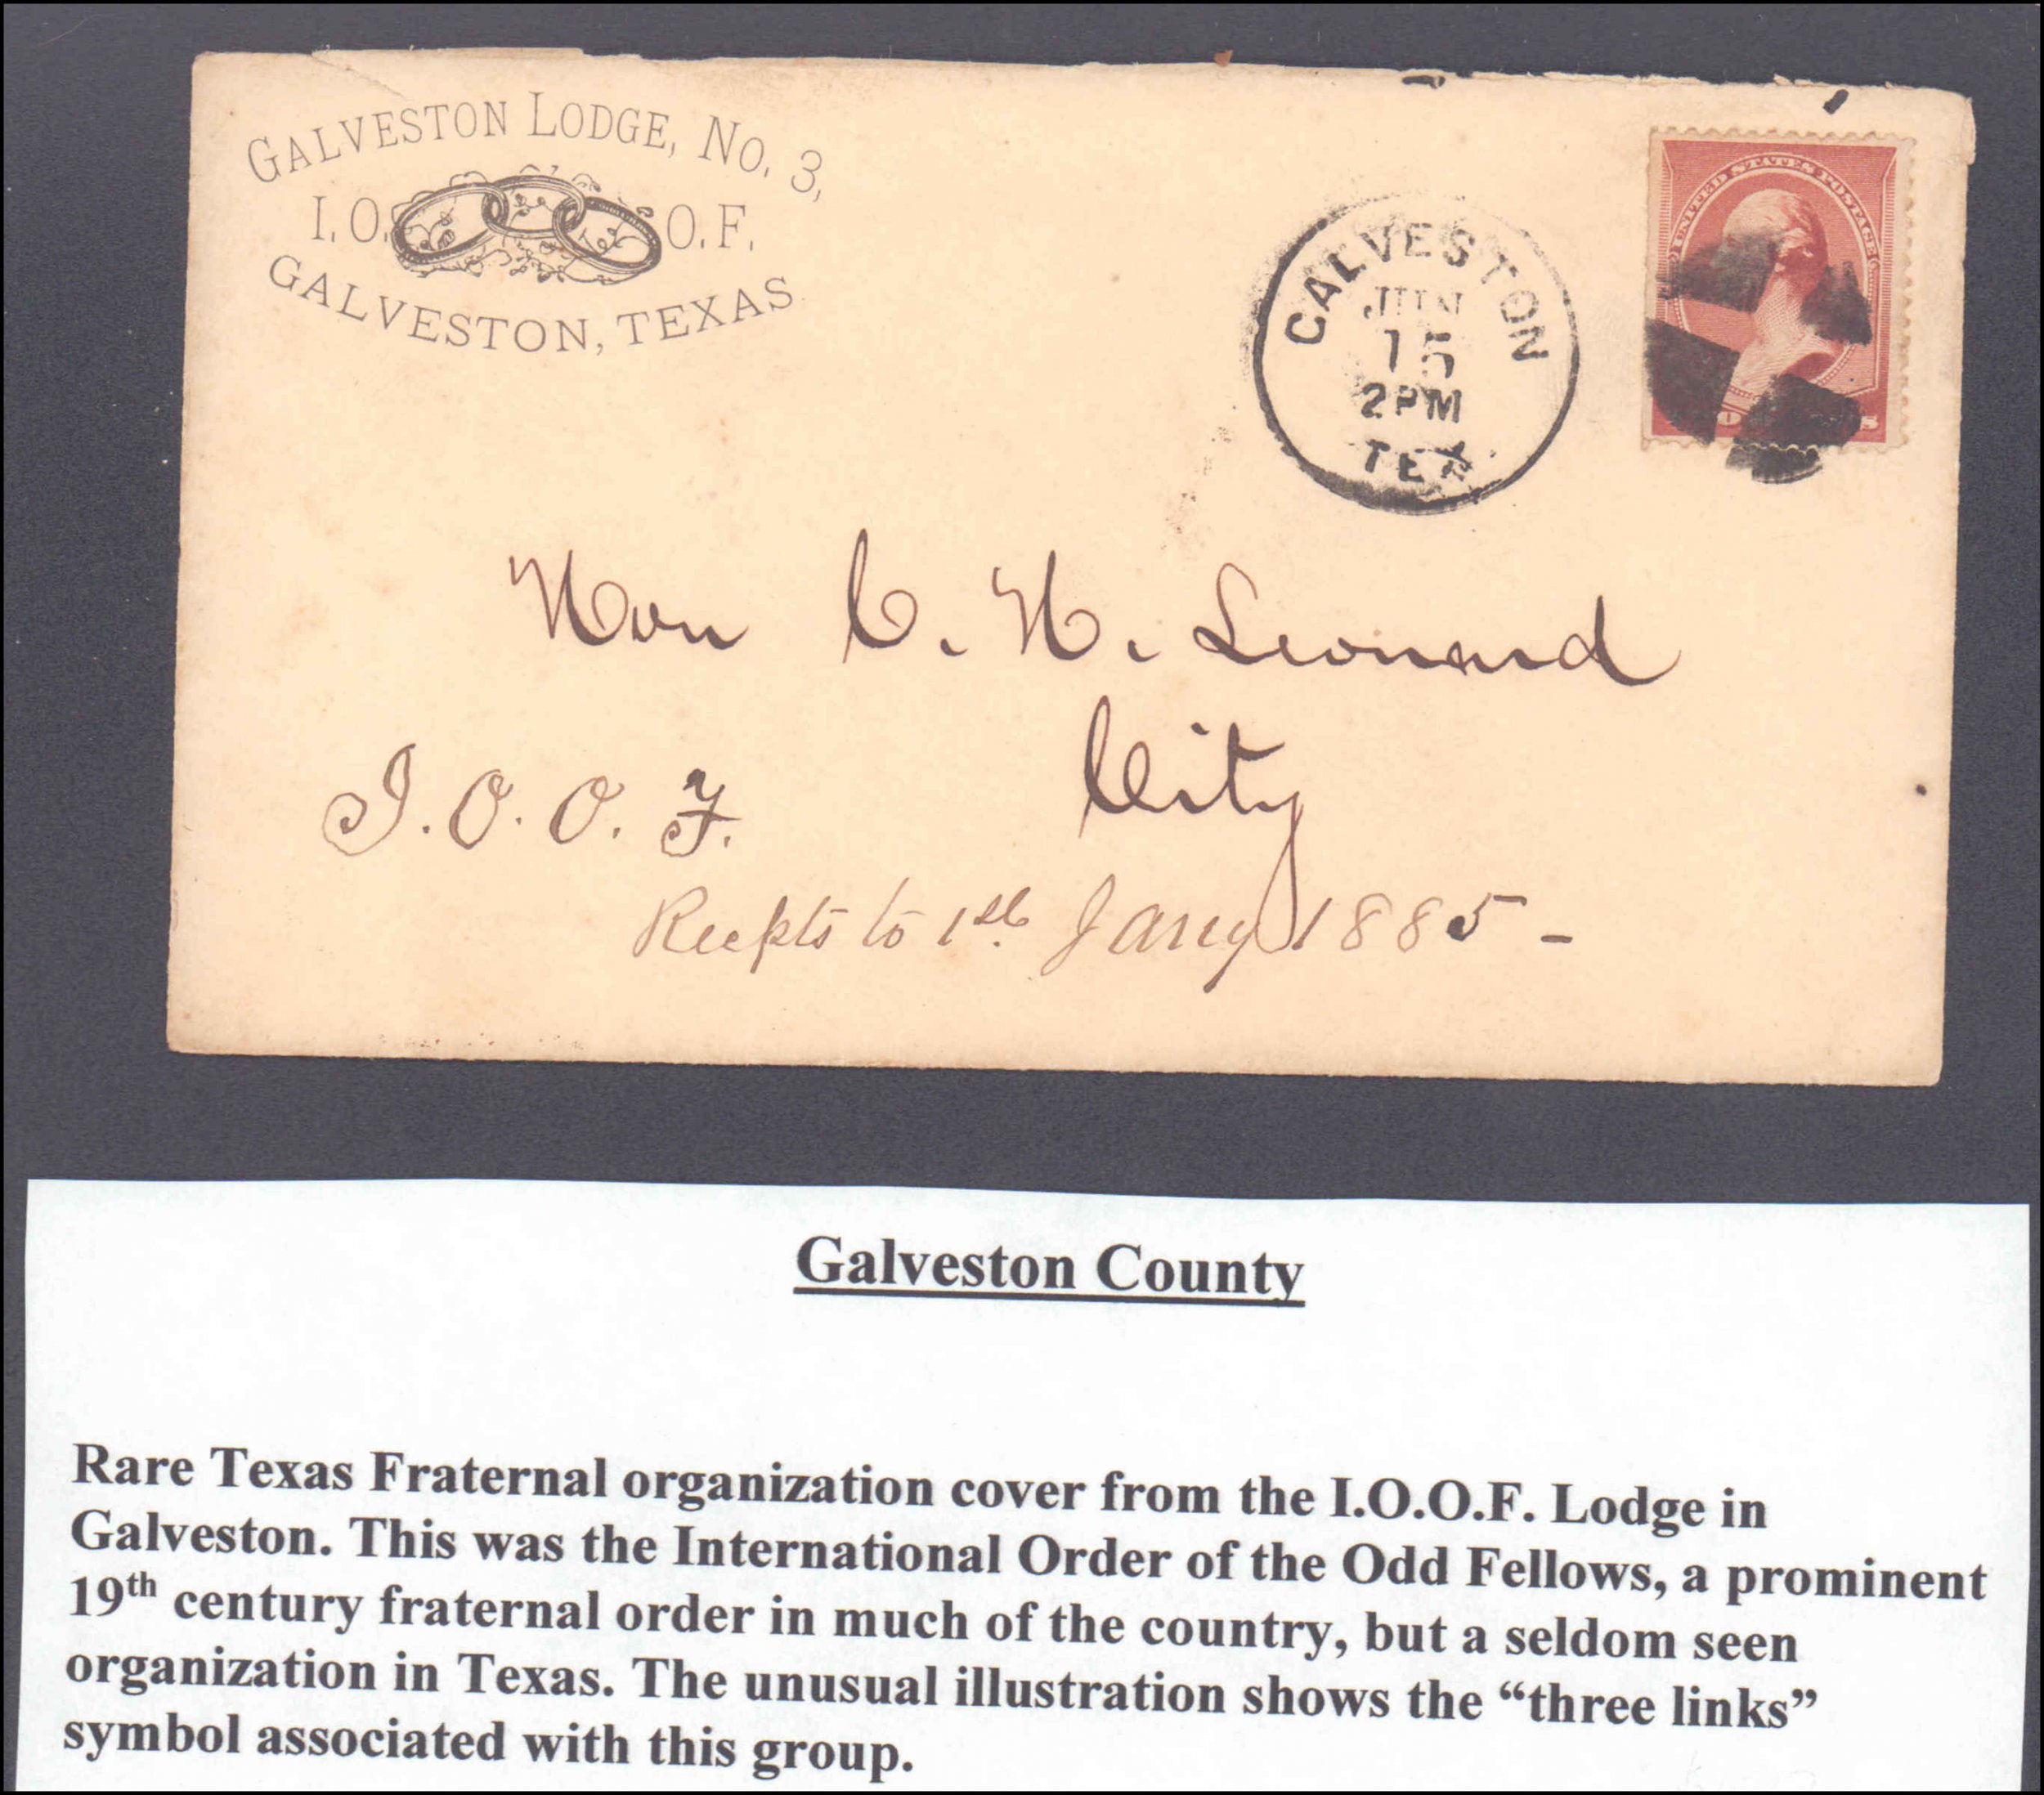 GALVESTON LODGE, NO. 3,
I. O. O. F.
GALVESTON, TEXAS
GALVESTON
JUN
15
2PM
TEX.
UNITED STATES POSTAGE
Hon C. H. Leonard
City
I. O. O. F.
Recpts to 1st Jany 1885 -
Galveston County
Rare Texas Fraternal organization cover from the I.O.O.F. Lodge in
Galveston. This was the International Order of the Odd Fellows, a prominent
19th century fraternal order in much of the country, but a seldom seen
organization in Texas. The unusual illustration shows the “three links”
symbol associated with this group.